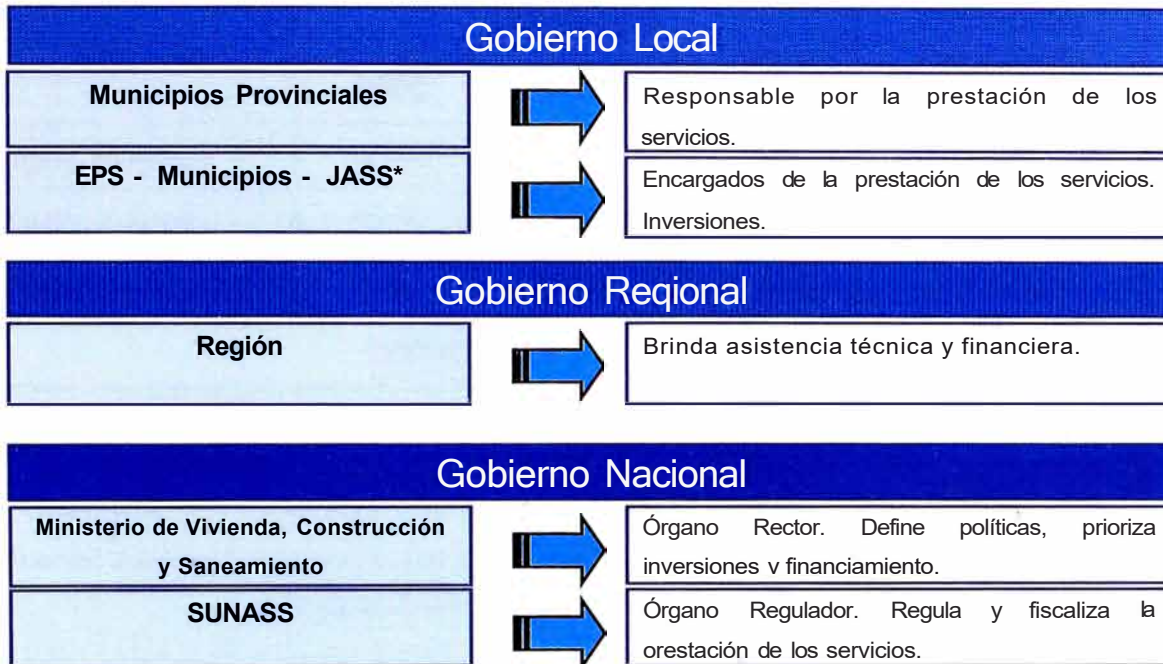 Gobierno Local
Municipios Provinciales
Responsable por la prestación de los
servicios.
EPS - Municipios - JASS*
Encargados de la prestación de los servicios.
Inversiones.
Gobierno Reqional
Región
Brinda asistencia técnica y financiera.
Gobierno Nacional
Ministerio de Vivienda, Construcción
y Saneamiento
Órgano Rector. Define políticas, prioriza
inversiones v financiamiento.
SUNASS
Órgano Regulador. Regula y fiscaliza la
orestación de los servicios.